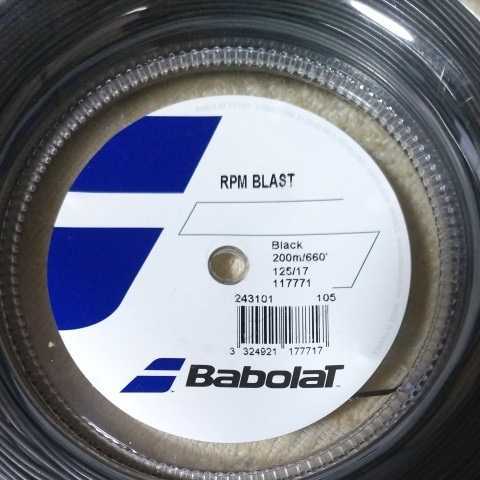 RPM BLAST
Black
200m/660'
125/17
117771
243101 105
3 324921 177717
BabolaT